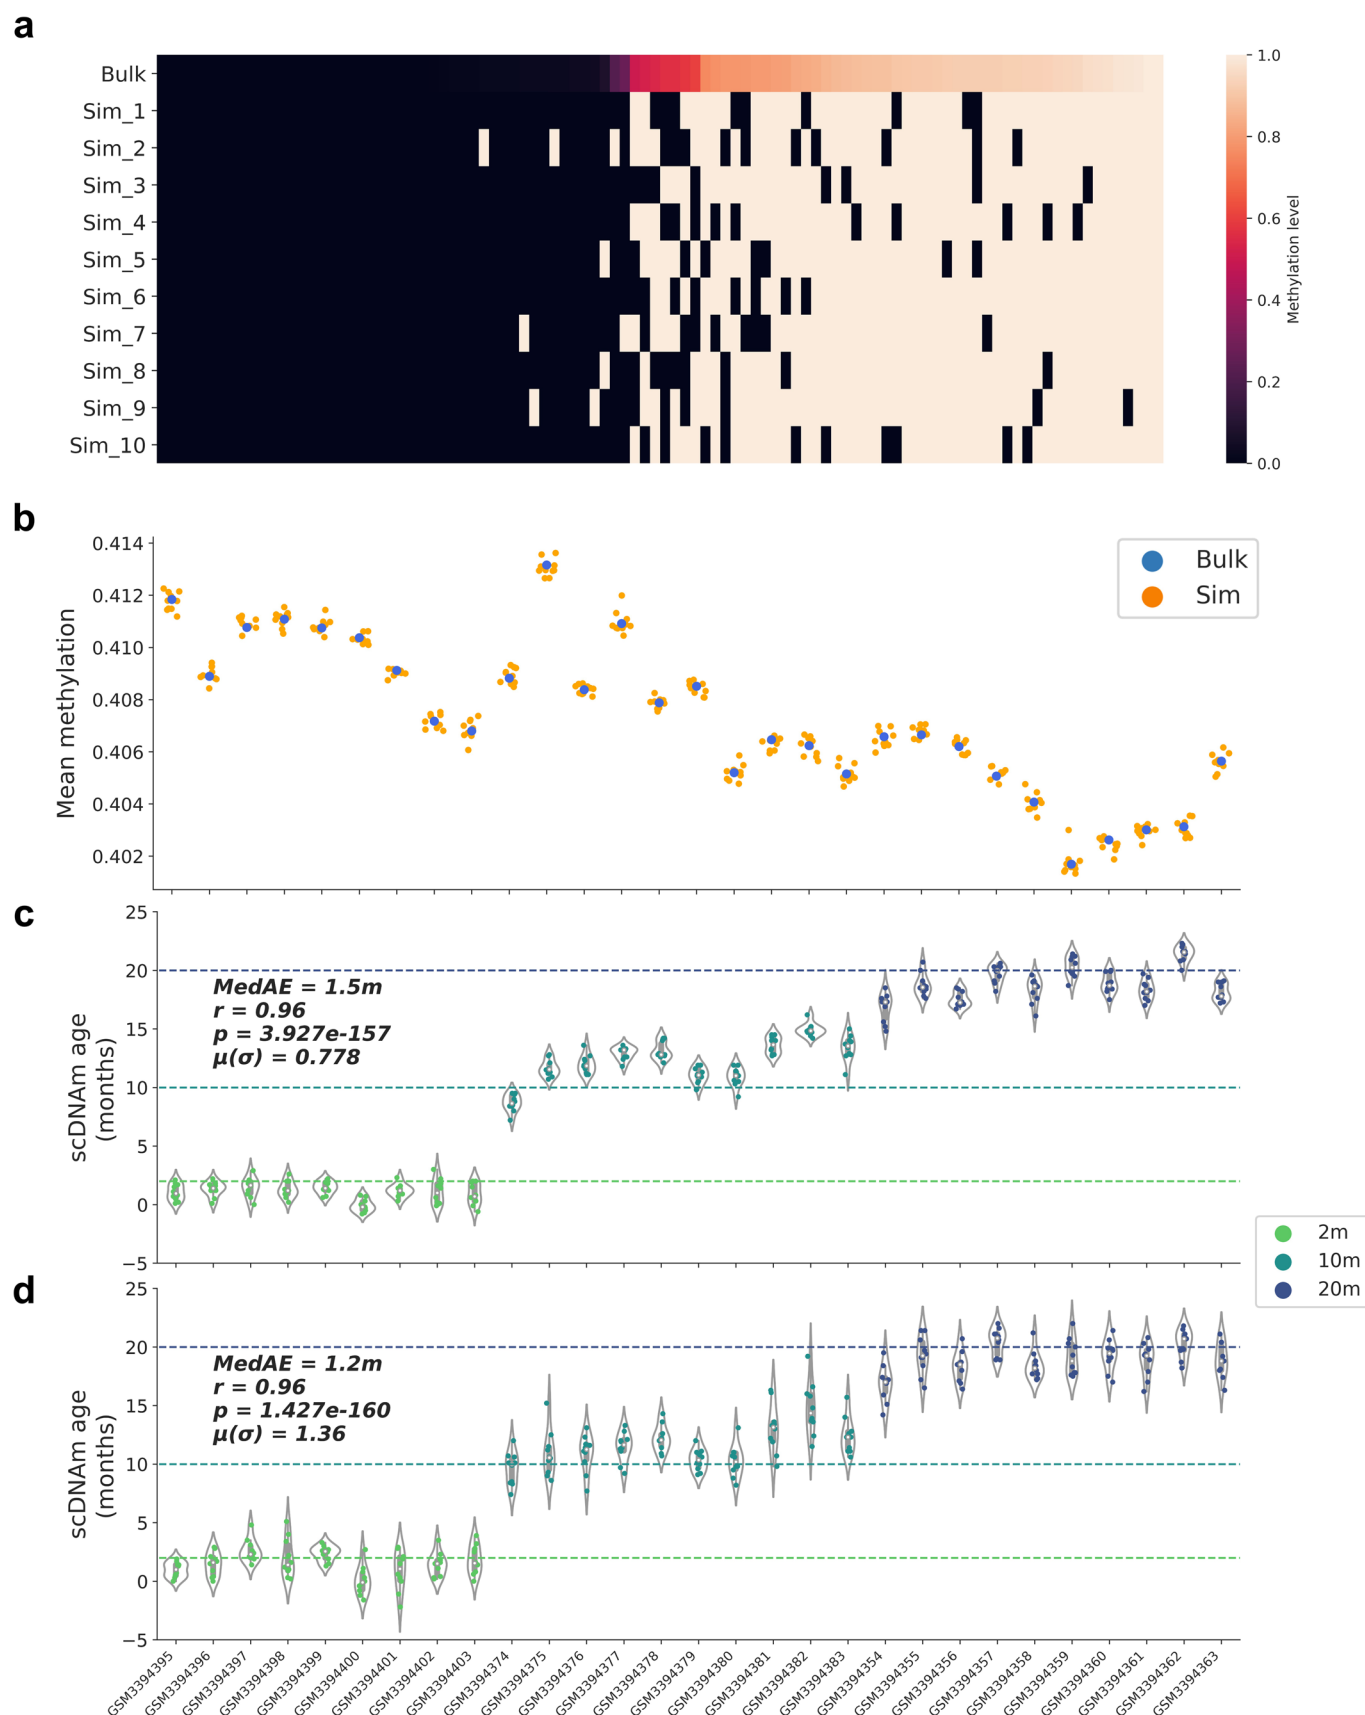 a
Bulk
Sim_1
Sim_2
Sim_3
Sim_4
Sim_5
Sim_6
Sim_7
Sim_8
Sim_9
Sim_10
1.0
0.8
0.6
0.4
0.2
0.0
Methylation level
b
Mean methylation
0.414
0.412
0.410
0.408
0.406
0.404
0.402
Bulk
Sim
c
scDNAm age
(months)
25
20
15
10
5
0
−5
MedAE = 1.5m
r = 0.96
p = 3.927e-157
μ(σ) = 0.778
2m
10m
20m
d
scDNAm age
(months)
25
20
15
10
5
0
−5
MedAE = 1.2m
r = 0.96
p = 1.427e-160
μ(σ) = 1.36
GSM3394395
GSM3394396
GSM3394397
GSM3394398
GSM3394399
GSM3394400
GSM3394401
GSM3394402
GSM3394403
GSM3394374
GSM3394375
GSM3394376
GSM3394377
GSM3394378
GSM3394379
GSM3394380
GSM3394381
GSM3394382
GSM3394383
GSM3394354
GSM3394355
GSM3394356
GSM3394357
GSM3394358
GSM3394359
GSM3394360
GSM3394361
GSM3394362
GSM3394363